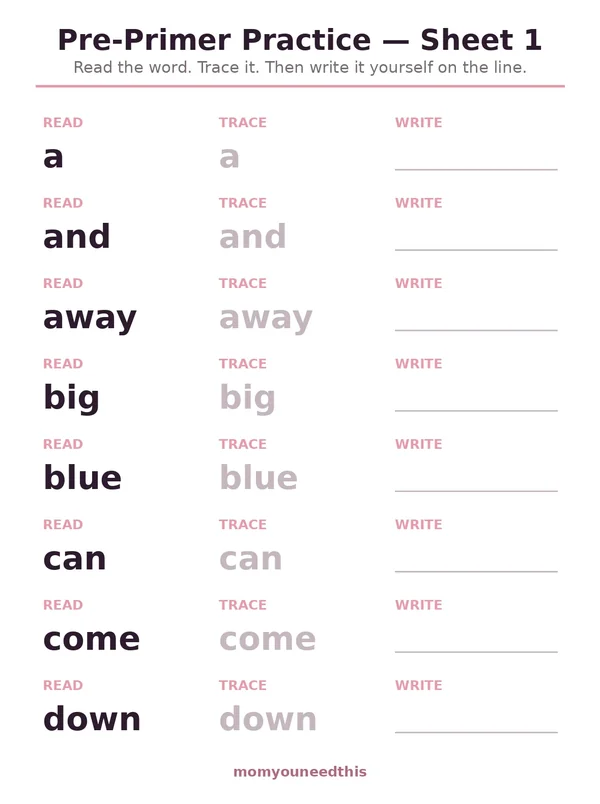 Pre-Primer Practice — Sheet 1
Read the word. Trace it. Then write it yourself on the line.
READ TRACE WRITE
a a
READ TRACE WRITE
and and
READ TRACE WRITE
away away
READ TRACE WRITE
big big
READ TRACE WRITE
blue blue
READ TRACE WRITE
can can
READ TRACE WRITE
come come
READ TRACE WRITE
down down
momyouneedthis